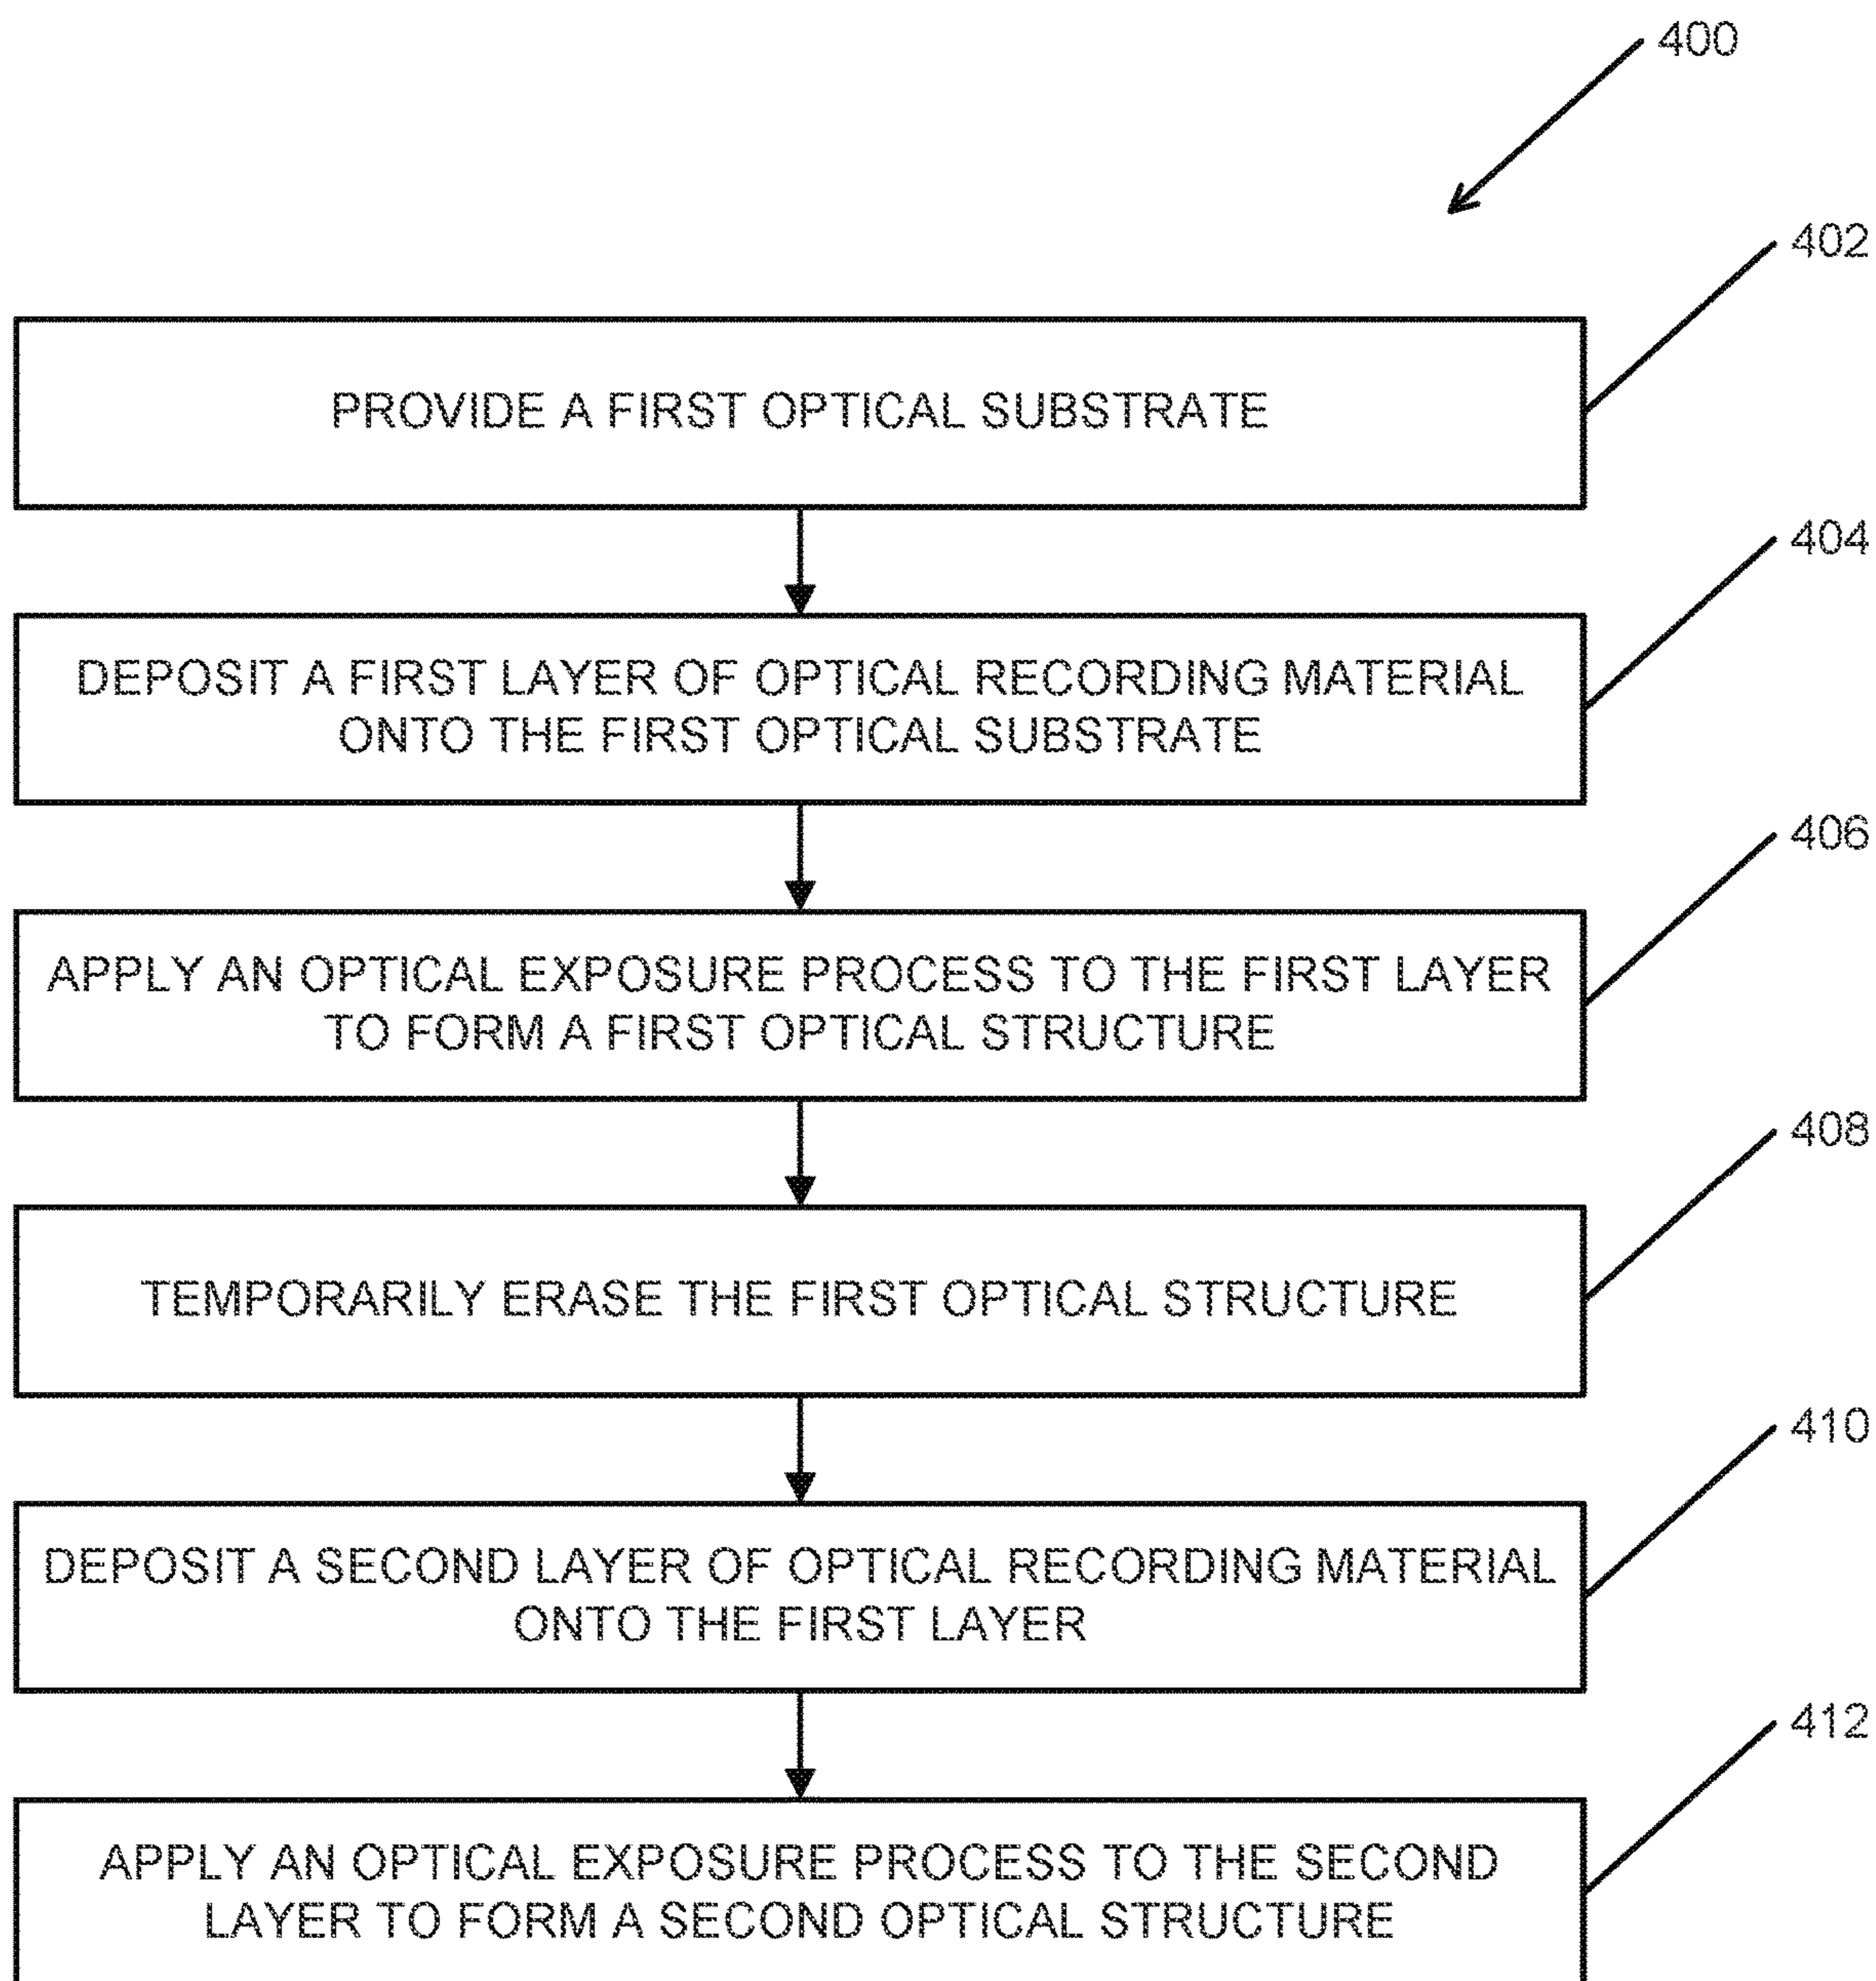 400
402
PROVIDE A FIRST OPTICAL SUBSTRATE
404
DEPOSIT A FIRST LAYER OF OPTICAL RECORDING MATERIAL
ONTO THE FIRST OPTICAL SUBSTRATE
406
APPLY AN OPTICAL EXPOSURE PROCESS TO THE FIRST LAYER
TO FORM A FIRST OPTICAL STRUCTURE
408
TEMPORARILY ERASE THE FIRST OPTICAL STRUCTURE
410
DEPOSIT A SECOND LAYER OF OPTICAL RECORDING MATERIAL
ONTO THE FIRST LAYER
412
APPLY AN OPTICAL EXPOSURE PROCESS TO THE SECOND
LAYER TO FORM A SECOND OPTICAL STRUCTURE